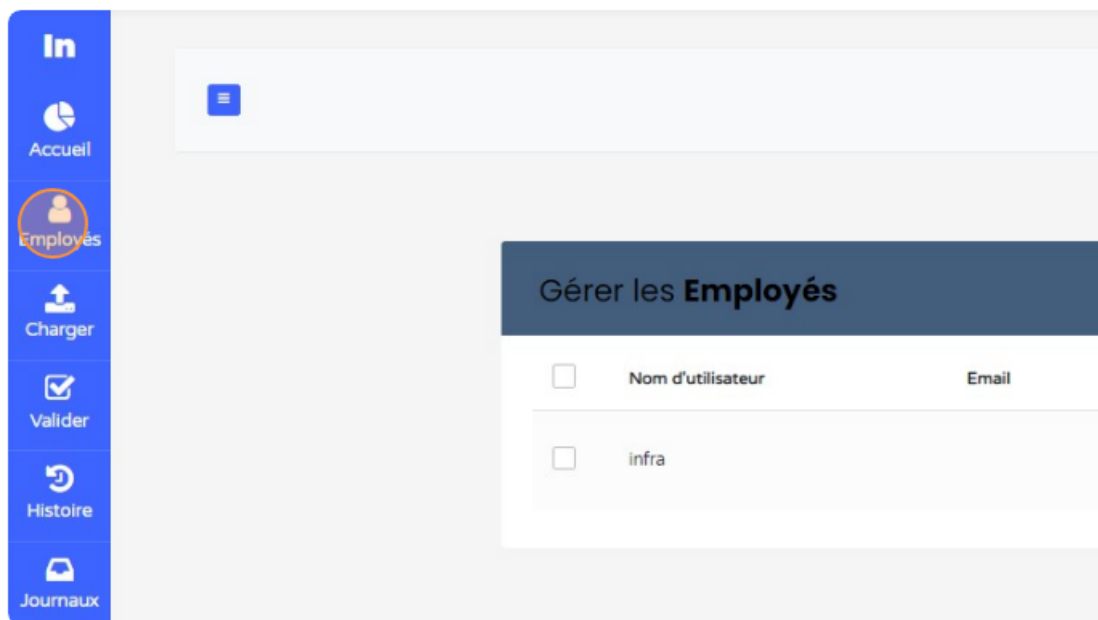 In
Accueil
Employés
Charger
Valider
Histoire
Journaux
Gérer les Employés
Nom d'utilisateur Email
infra